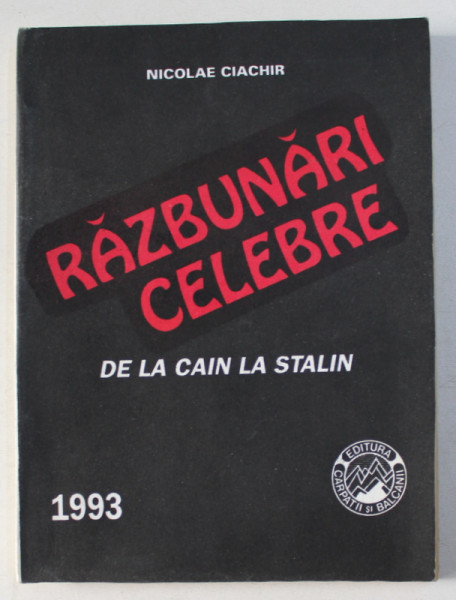 NICOLAE CIACHIR
RĂZBUNĂRI
CELEBRE
DE LA CAIN LA STALIN
EDITURA
CARPAȚII ȘI BALCANII
1993